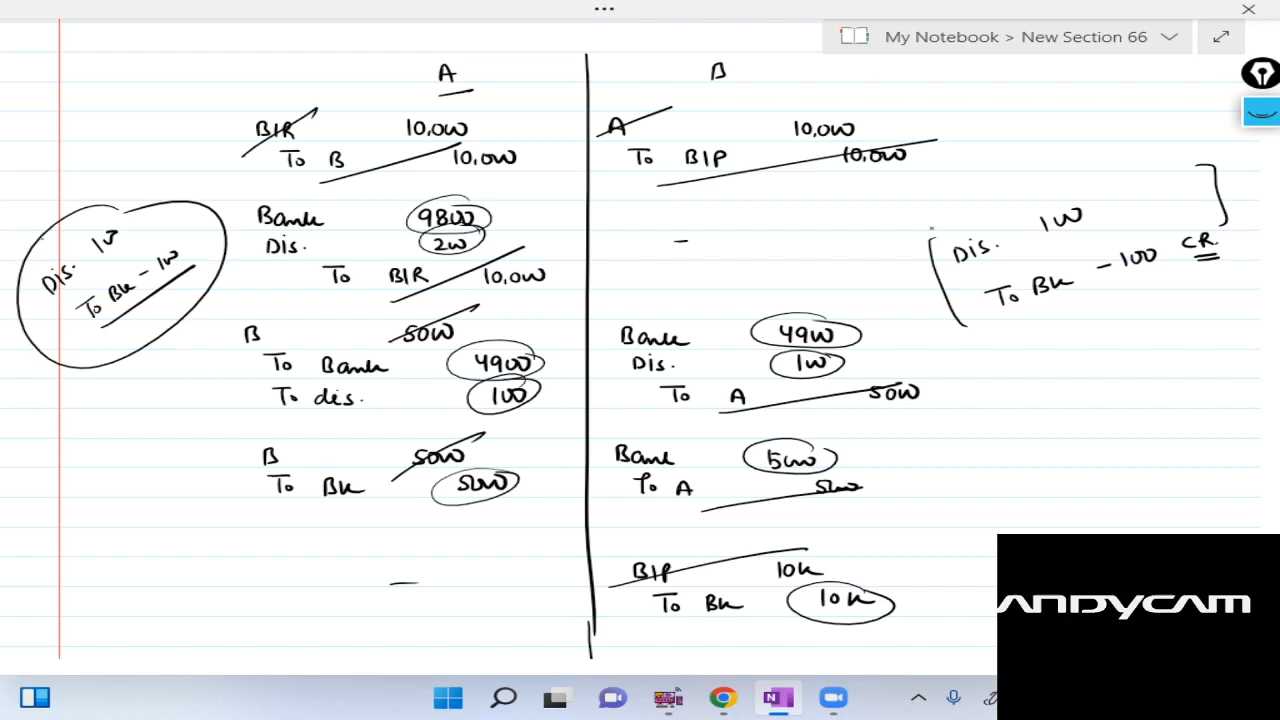 My Notebook > New Section 66
A
B/R 10,000
To B 10,000
Bank 9800
Dis. 200
To B/R 10,000
Dis. 100
To Bk - 100
B 5000
To Bank 4900
To dis. 100
B 5000
To Bk 5000
B
A 10,000
To B/P 10,000
Dis. 100
To Bk - 100 CR.
Bank 4900
Dis. 100
To A 5000
Bank 5000
To A 5000
B/P 10k
To Bk 10k
ANDYCAM